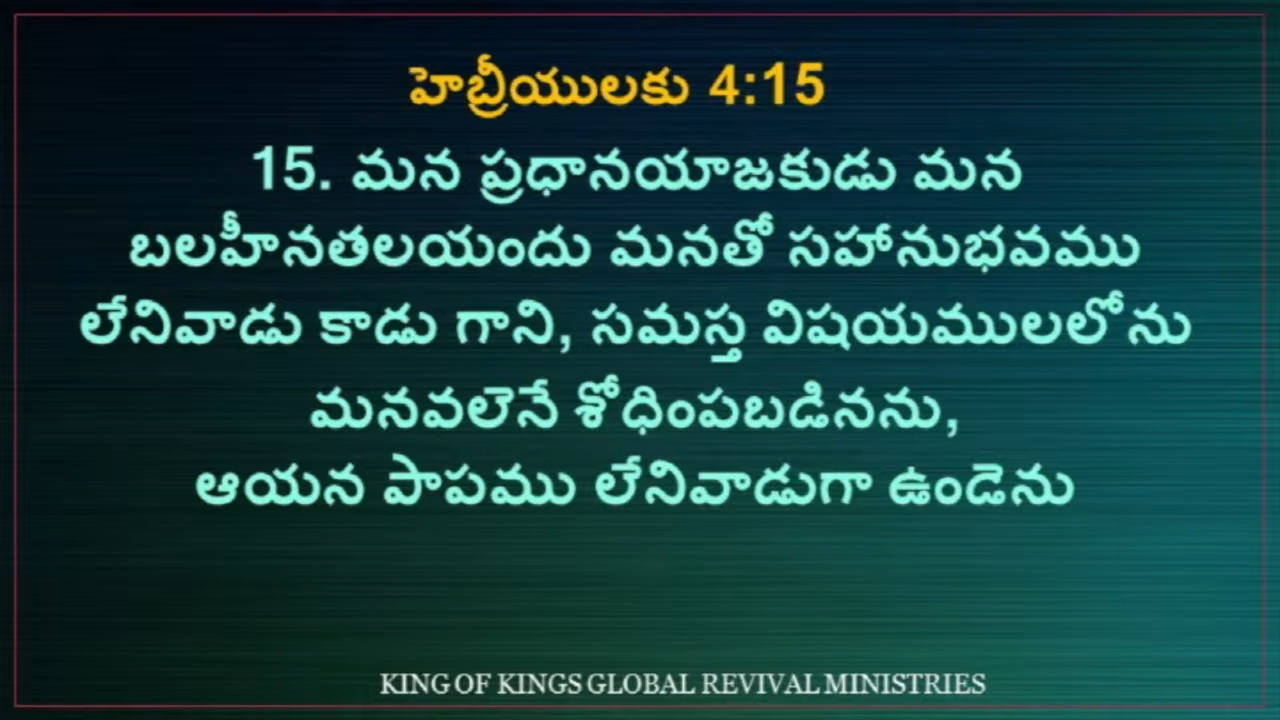 హెబ్రీయులకు 4:15
15. మన ప్రధానయాజకుడు మన
బలహీనతలయందు మనతో సహానుభవము
లేనివాడు కాడు గాని, సమస్త విషయములలోను
మనవలెనే శోధింపబడినను,
ఆయన పాపము లేనివాడుగా ఉండెను
KING OF KINGS GLOBAL REVIVAL MINISTRIES